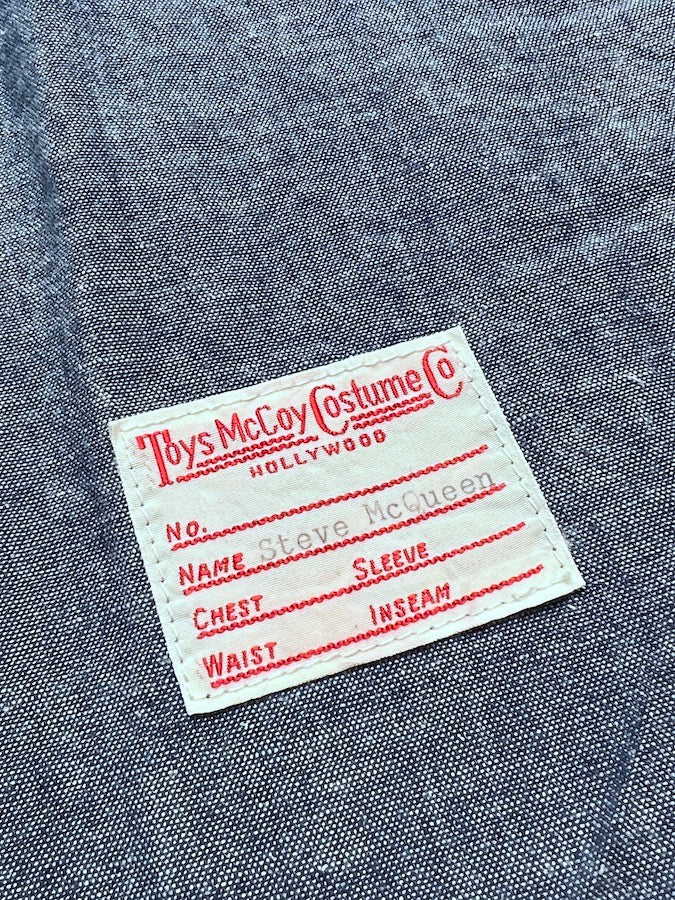 Toys McCoy Costume Co
HOLLYWOOD
No.
NAME Steve McQueen
CHEST SLEEVE
WAIST INSEAM